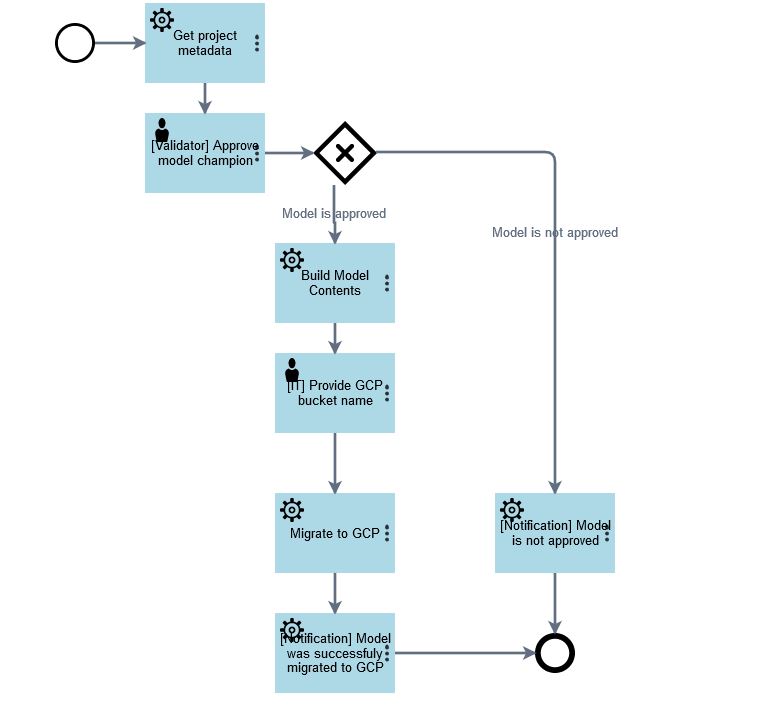 Get project
metadata
[Validator] Approve
model champion
Model is approved
Model is not approved
Build Model
Contents
[IT] Provide GCP
bucket name
Migrate to GCP
[Notification] Model
is not approved
[Notification] Model
was successfuly
migrated to GCP